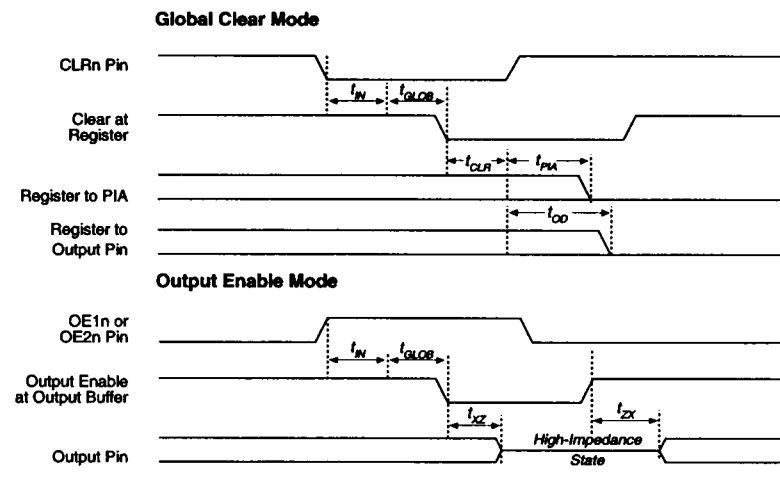 Global Clear Mode
CLRn Pin
tIN
tGLOB
Clear at
Register
tCLR
tPIA
Register to PIA
tOD
Register to
Output Pin
Output Enable Mode
OE1n or
OE2n Pin
tIN
tGLOB
Output Enable
at Output Buffer
tXZ
tZX
High-Impedance
Output Pin
State